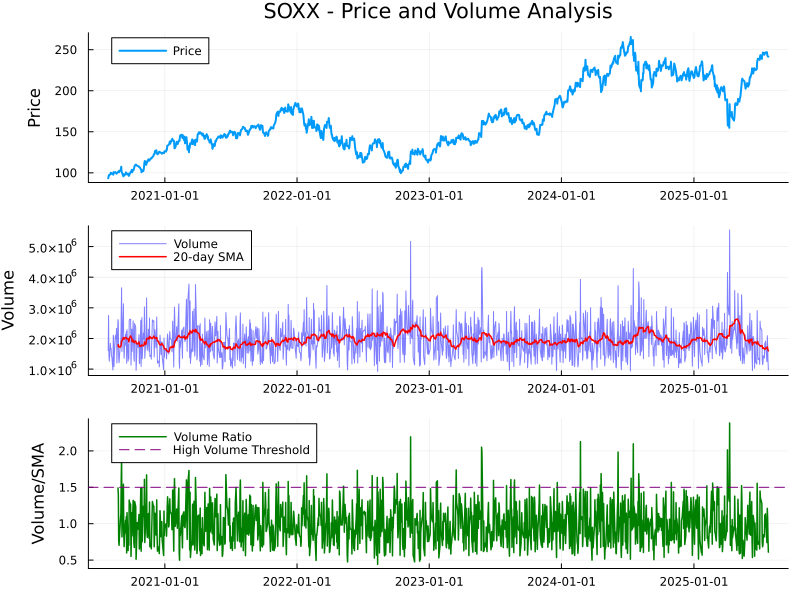 SOXX - Price and Volume Analysis
Price
250
200
150
100
Price
2021-01-01 2022-01-01 2023-01-01 2024-01-01 2025-01-01
Volume
20-day SMA
5.0×10⁶
4.0×10⁶
3.0×10⁶
2.0×10⁶
1.0×10⁶
Volume
2021-01-01 2022-01-01 2023-01-01 2024-01-01 2025-01-01
Volume Ratio
High Volume Threshold
2.0
1.5
1.0
0.5
Volume/SMA
2021-01-01 2022-01-01 2023-01-01 2024-01-01 2025-01-01